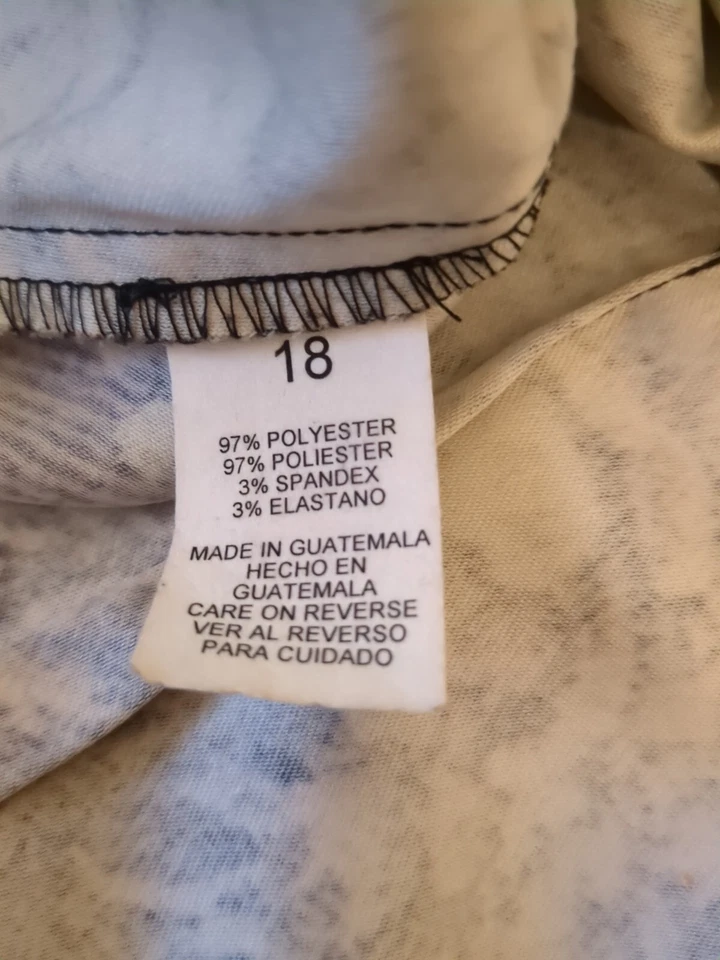 18
97% POLYESTER
97% POLIESTER
3% SPANDEX
3% ELASTANO
MADE IN GUATEMALA
HECHO EN
GUATEMALA
CARE ON REVERSE
VER AL REVERSO
PARA CUIDADO